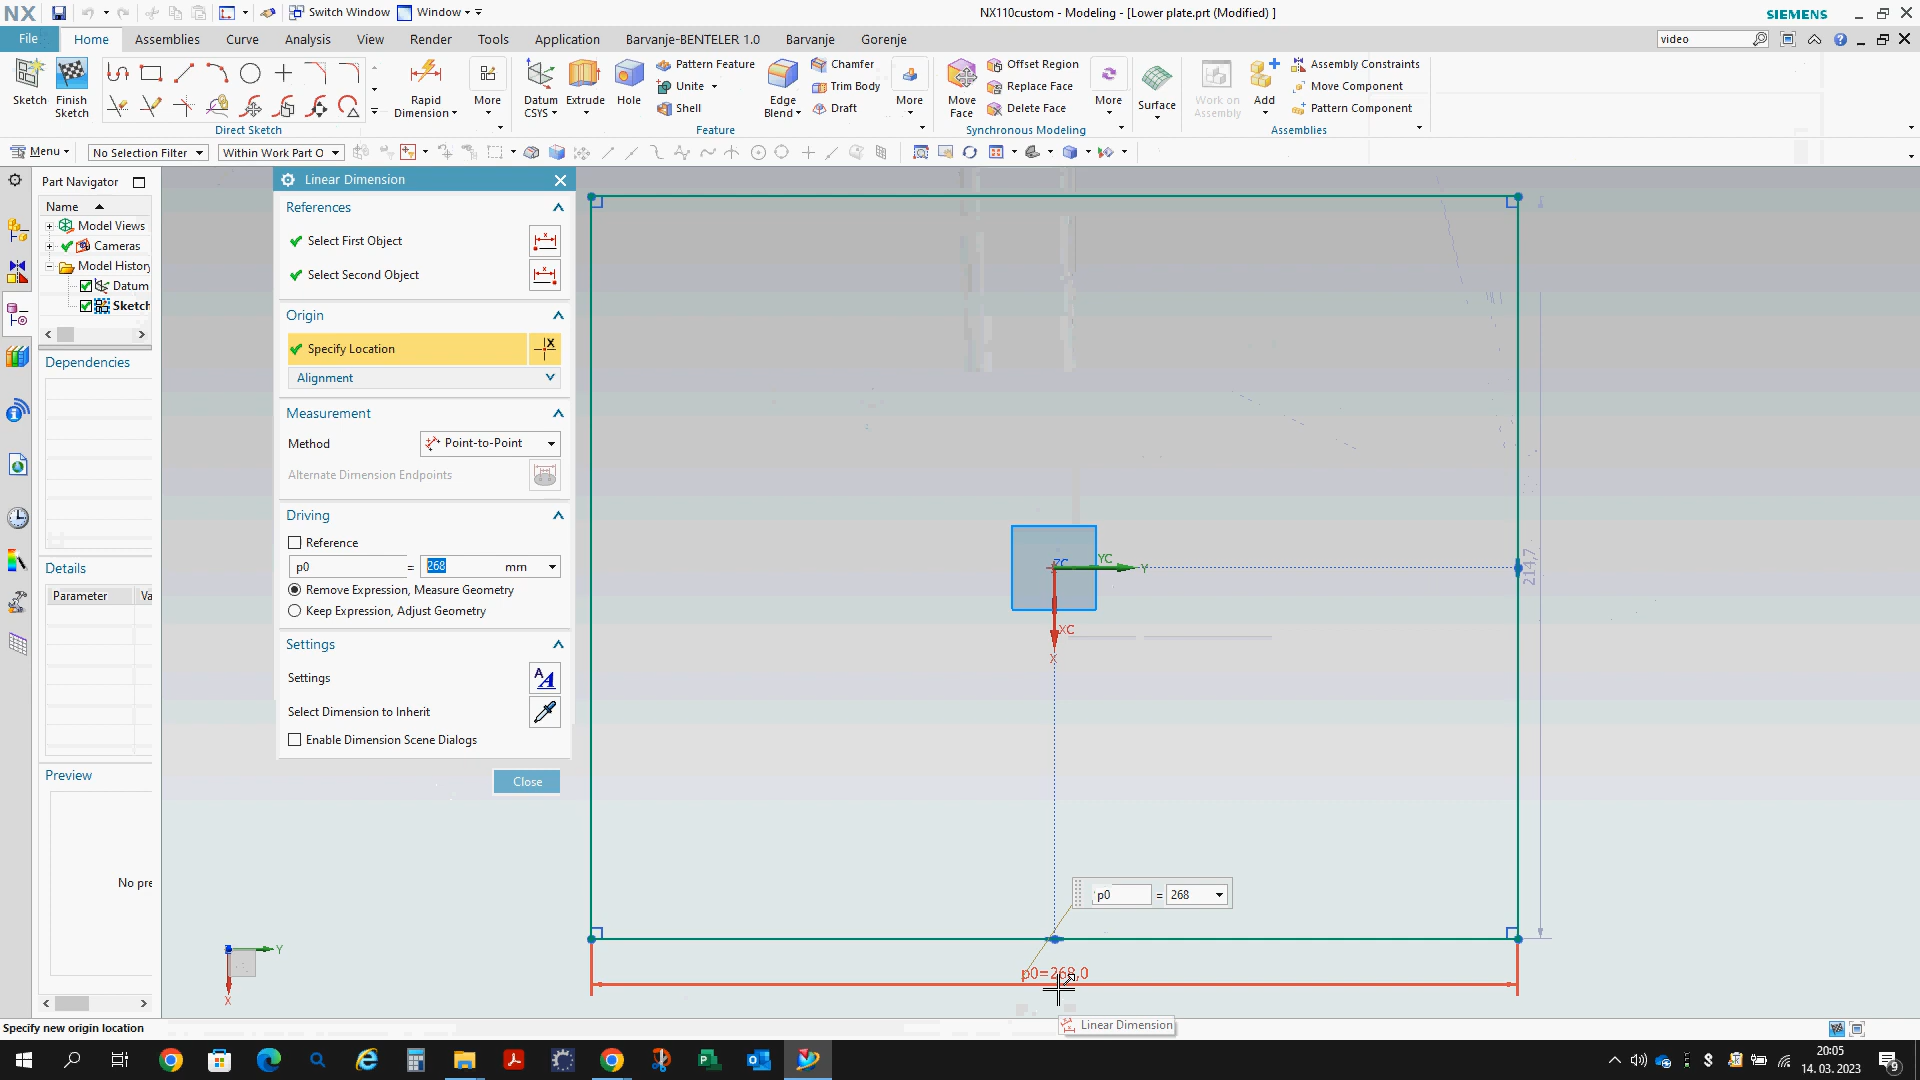 NX
Switch Window
Window
NX110custom - Modeling - [Lower plate.prt (Modified) ]
SIEMENS
File
Home
Assemblies
Curve
Analysis
View
Render
Tools
Application
Barvanje-BENTELER 1.0
Barvanje
Gorenje
video
Sketch
Finish
Sketch
Rapid
Dimension
More
Direct Sketch
Datum
CSYS
Extrude
Hole
Pattern Feature
Unite
Shell
Edge
Blend
Chamfer
Trim Body
Draft
More
Feature
Move
Face
Offset Region
Replace Face
Delete Face
More
Synchronous Modeling
Surface
Work on
Assembly
Add
Assembly Constraints
Move Component
Pattern Component
Assemblies
Menu
No Selection Filter
Within Work Part O
Part Navigator
Name
Model Views
Cameras
Model History
Datum
Sketch
Dependencies
Details
Parameter
Va
Preview
No pre
Linear Dimension
References
Select First Object
Select Second Object
Origin
Specify Location
Alignment
Measurement
Method
Point-to-Point
Alternate Dimension Endpoints
Driving
Reference
p0 = 268 mm
Remove Expression, Measure Geometry
Keep Expression, Adjust Geometry
Settings
Settings
Select Dimension to Inherit
Enable Dimension Scene Dialogs
Close
ZC
YC
Y
XC
X
214,7
p0 = 268
p0=268,0
Linear Dimension
Y
X
Specify new origin location
20:05
14. 03. 2023
9